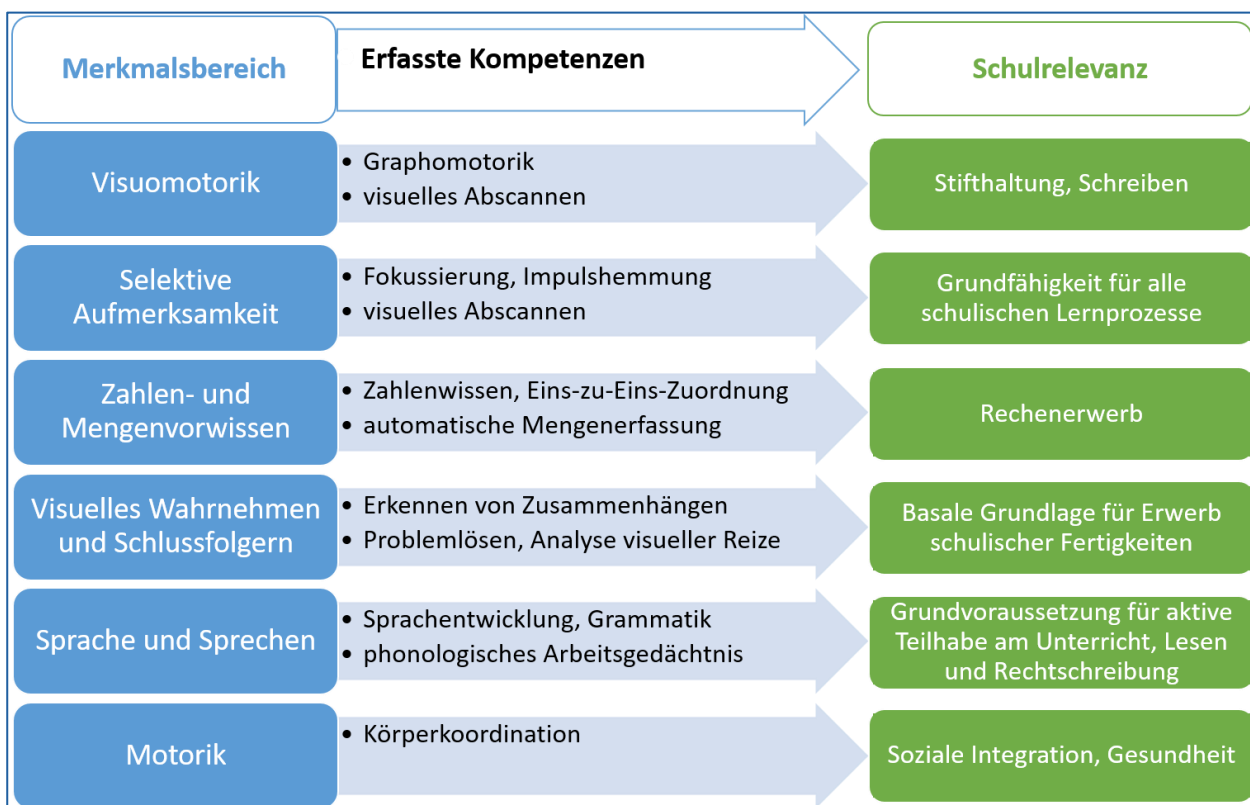 Merkmalsbereich
Erfasste Kompetenzen
Schulrelevanz
Visuomotorik
• Graphomotorik
• visuelles Abscannen
Stifthaltung, Schreiben
Selektive
Aufmerksamkeit
• Fokussierung, Impulshemmung
• visuelles Abscannen
Grundfähigkeit für alle
schulischen Lernprozesse
Zahlen- und
Mengenvorwissen
• Zahlenwissen, Eins-zu-Eins-Zuordnung
• automatische Mengenerfassung
Rechenerwerb
Visuelles Wahrnehmen
und Schlussfolgern
• Erkennen von Zusammenhängen
• Problemlösen, Analyse visueller Reize
Basale Grundlage für Erwerb
schulischer Fertigkeiten
Sprache und Sprechen
• Sprachentwicklung, Grammatik
• phonologisches Arbeitsgedächtnis
Grundvoraussetzung für aktive
Teilhabe am Unterricht, Lesen
und Rechtschreibung
Motorik
• Körperkoordination
Soziale Integration, Gesundheit